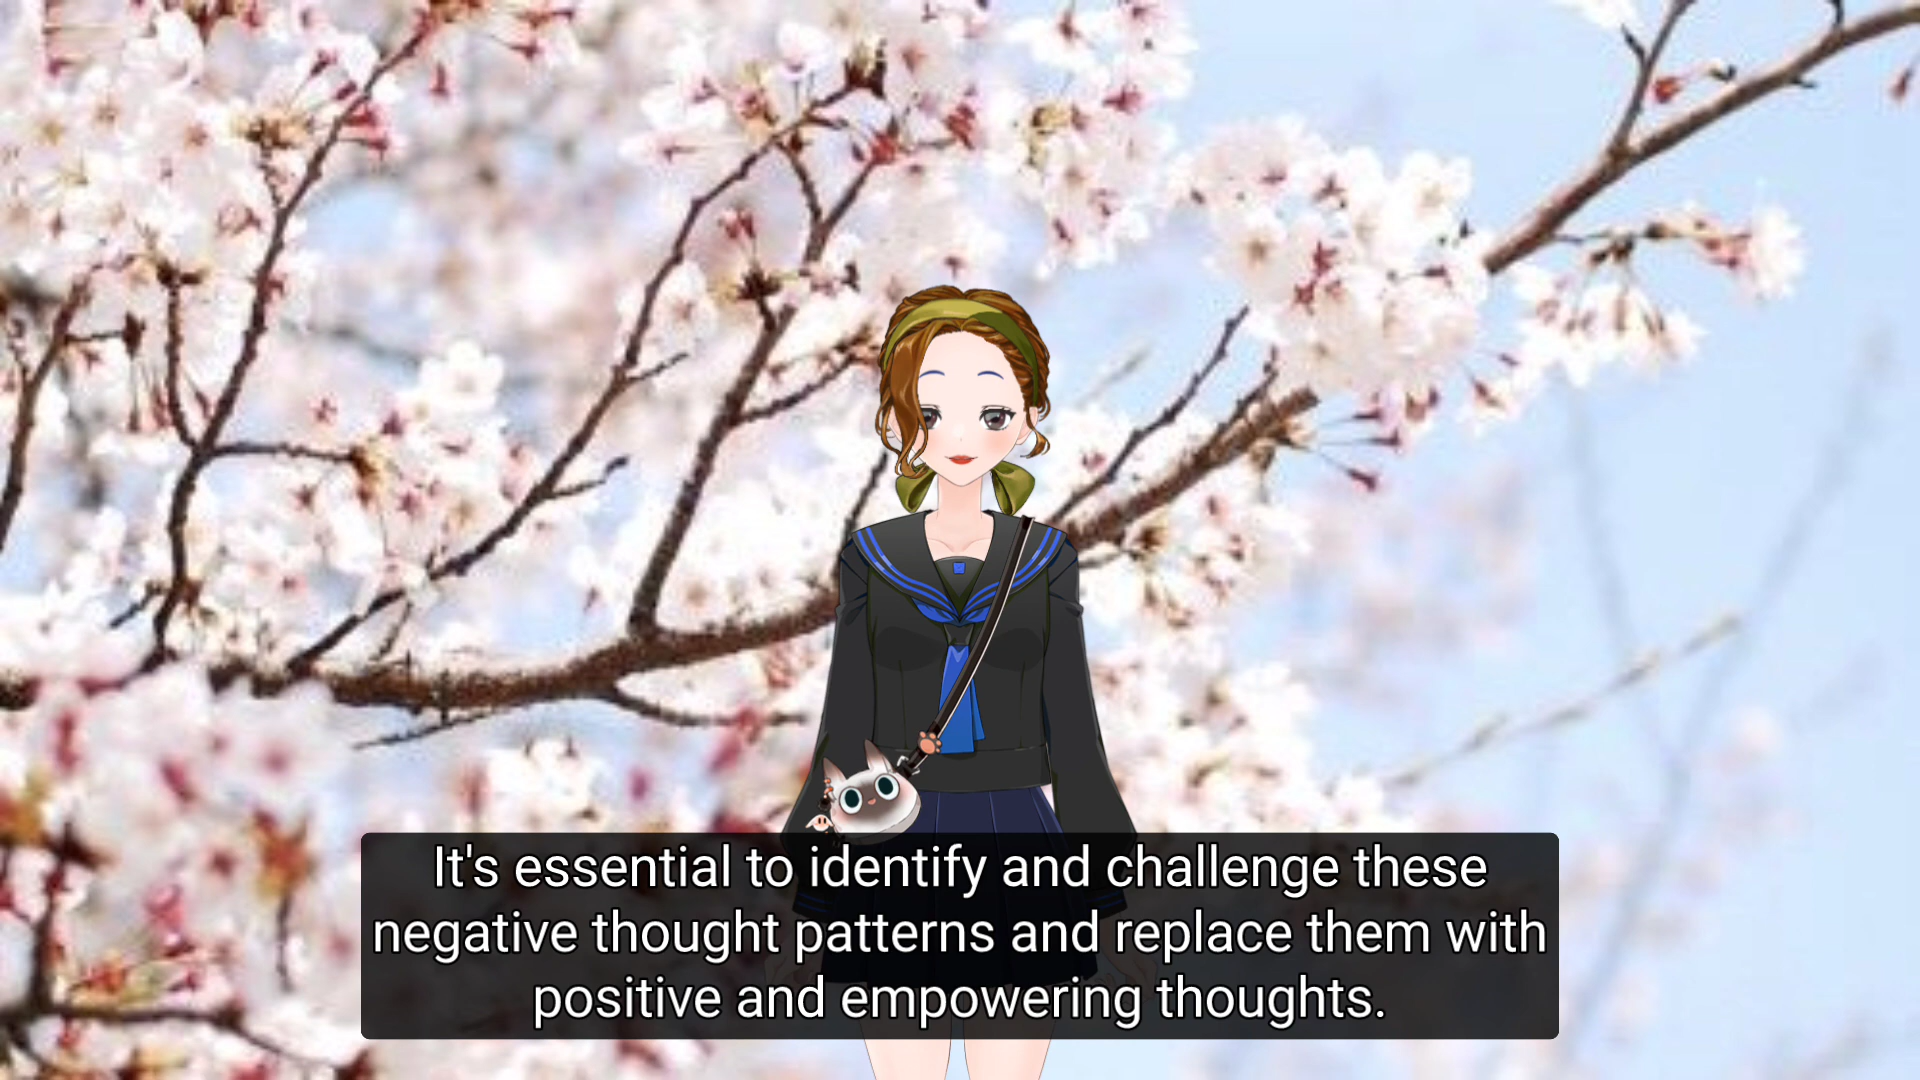 It's essential to identify and challenge these
negative thought patterns and replace them with
positive and empowering thoughts.